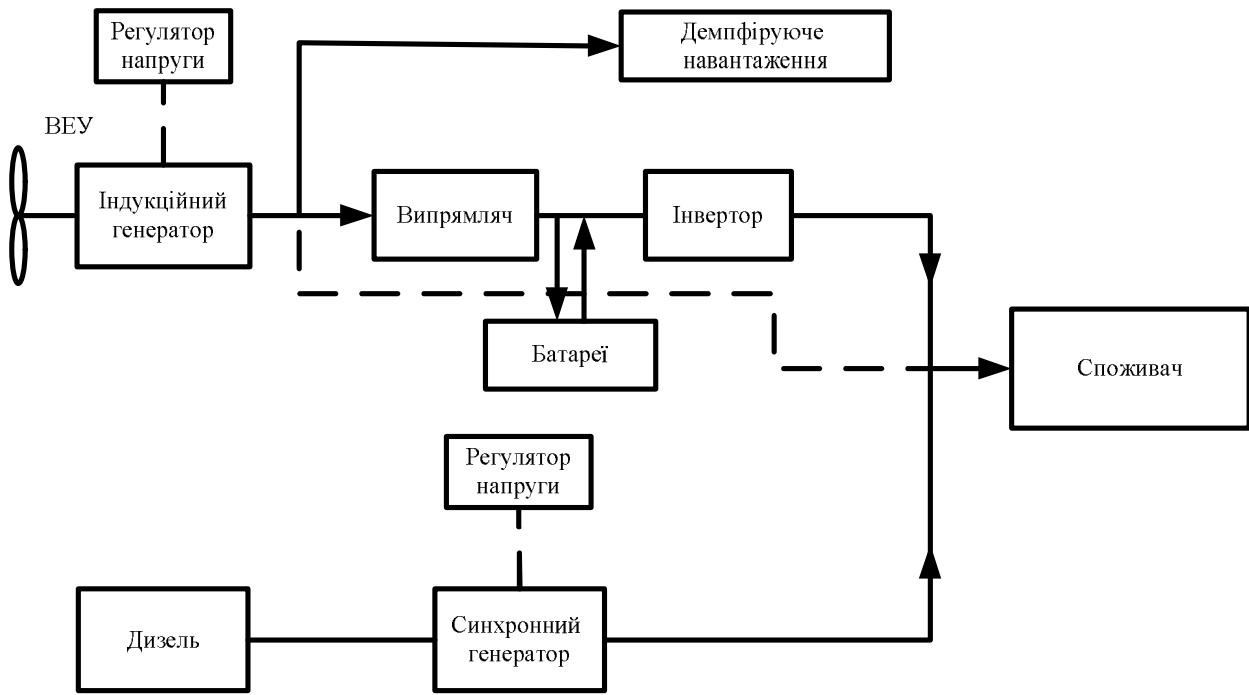 Регулятор
напруги
Демпфіруюче
навантаження
ВЕУ
Індукційний
генератор
Випрямляч
Інвертор
Батареї
Споживач
Регулятор
напруги
Дизель
Синхронний
генератор